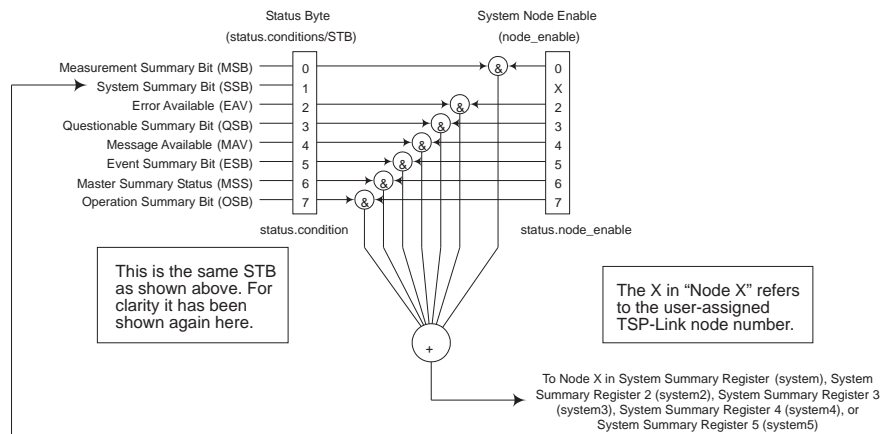 Status Byte
(status.conditions/STB)
System Node Enable
(node_enable)
Measurement Summary Bit (MSB)
System Summary Bit (SSB)
Error Available (EAV)
Questionable Summary Bit (QSB)
Message Available (MAV)
Event Summary Bit (ESB)
Master Summary Status (MSS)
Operation Summary Bit (OSB)
0
1
2
3
4
5
6
7
&
&
&
&
&
&
&
0
X
2
3
4
5
6
7
status.condition
status.node_enable
This is the same STB
as shown above. For
clarity it has been
shown again here.
The X in “Node X” refers
to the user-assigned
TSP-Link node number.
+
To Node X in System Summary Register (system), System
Summary Register 2 (system2), System Summary Register 3
(system3), System Summary Register 4 (system4), or
System Summary Register 5 (system5)